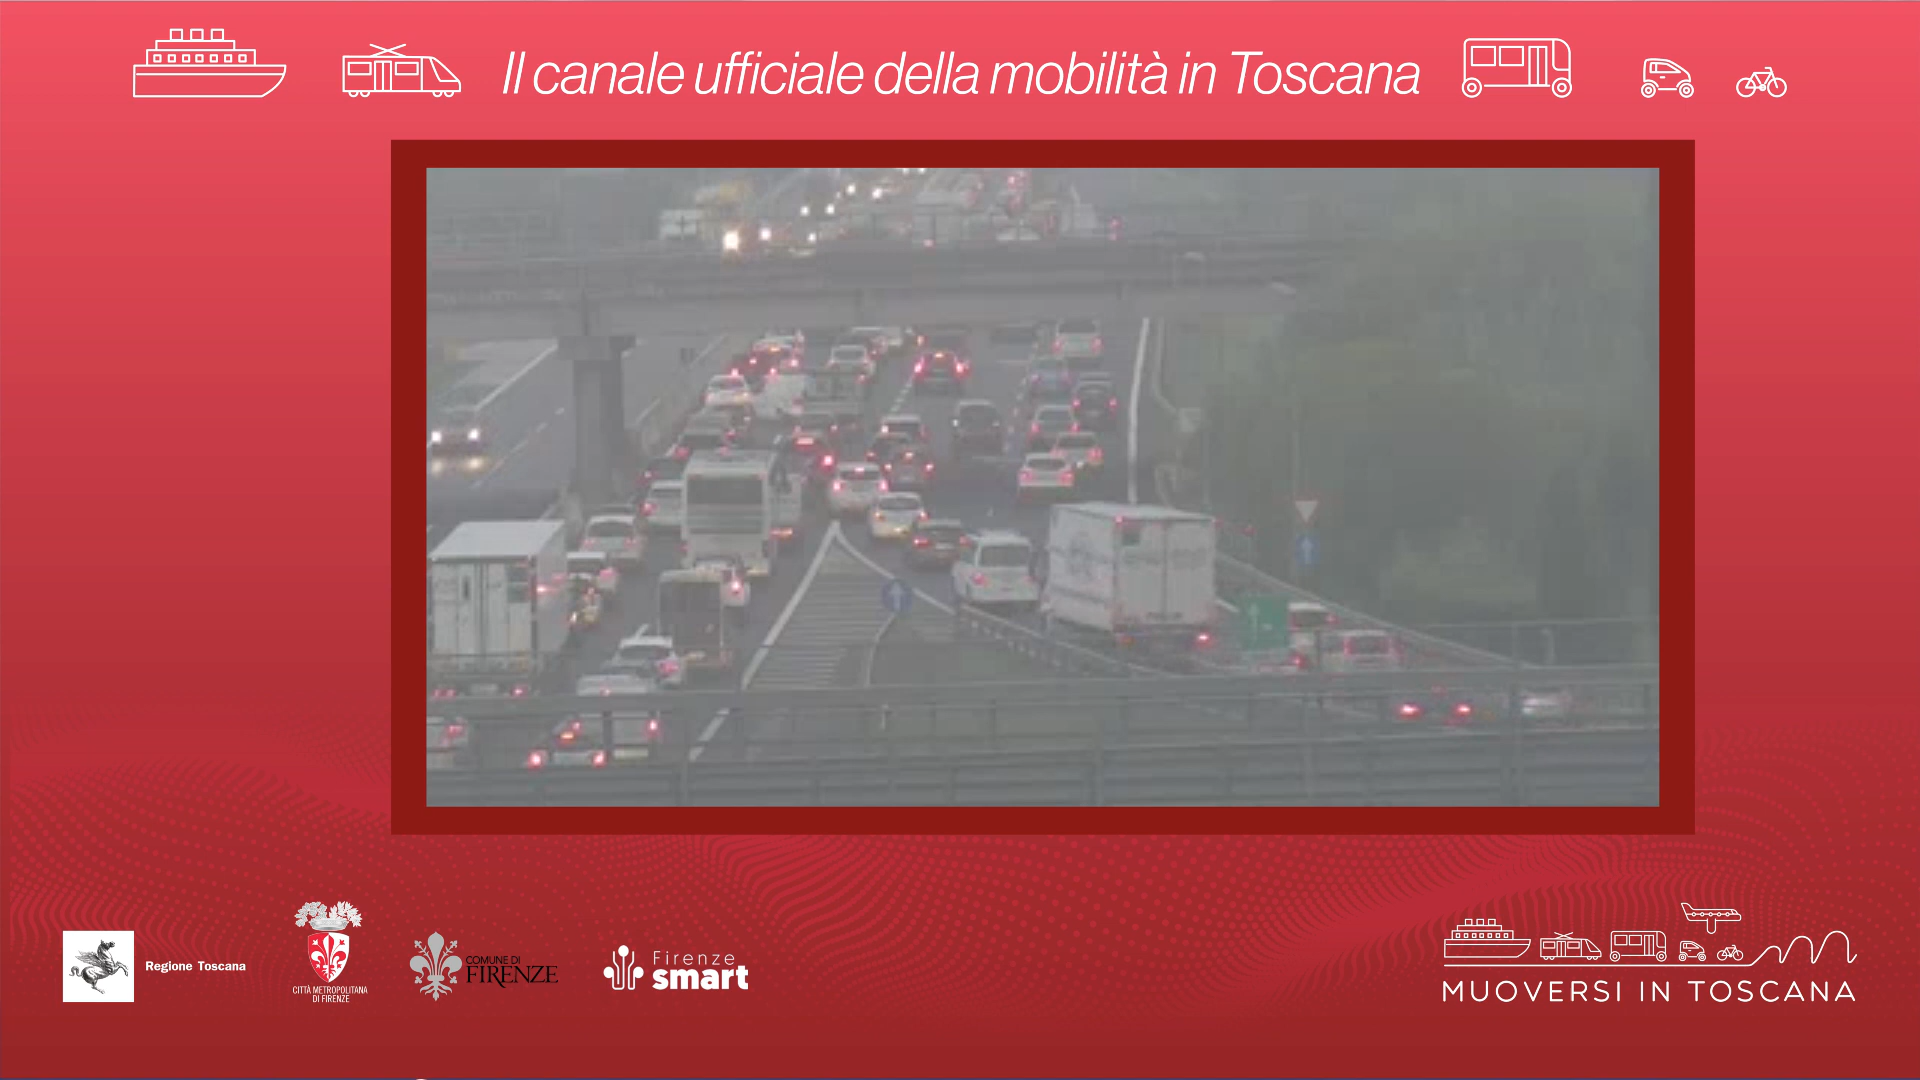 Il canale ufficiale della mobilità in Toscana
Regione Toscana
CITTÀ METROPOLITANA
DI FIRENZE
COMUNE DI
FIRENZE
Firenze
smart
MUOVERSI IN TOSCANA